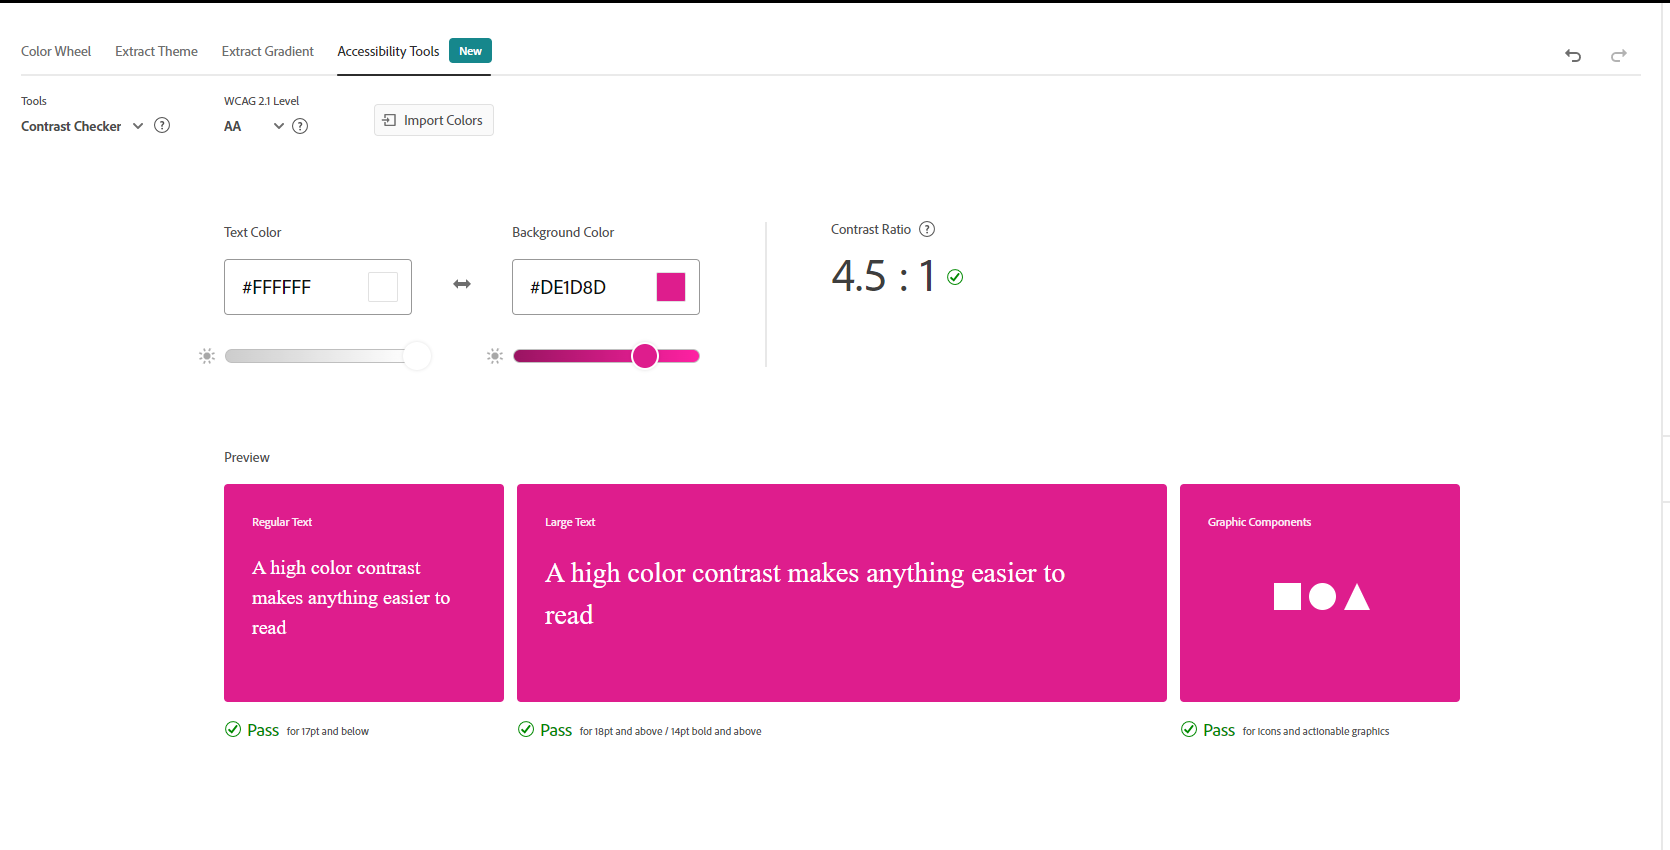 Color Wheel Extract Theme Extract Gradient Accessibility Tools New
Tools
Contrast Checker ?
WCAG 2.1 Level
AA ?
Import Colors
Text Color
#FFFFFF
Background Color
#DE1D8D
Contrast Ratio ?
4.5 : 1
Preview
Regular Text
A high color contrast
makes anything easier to
read
Pass for 17pt and below
Large Text
A high color contrast makes anything easier to
read
Pass for 18pt and above / 14pt bold and above
Graphic Components
Pass for icons and actionable graphics